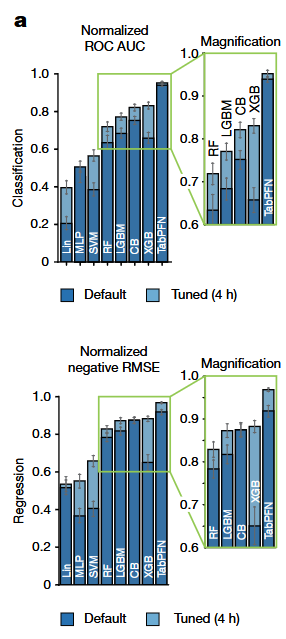 a
Normalized
ROC AUC
Magnification
Classification
1.0
0.8
0.6
0.4
0.2
0
Lin
MLP
SVM
RF
LGBM
CB
XGB
TabPFN
1.0
0.9
0.8
0.7
0.6
RF
LGBM
CB
XGB
TabPFN
Default
Tuned (4 h)
Normalized
negative RMSE
Magnification
Regression
1.0
0.8
0.6
0.4
0.2
0
Lin
MLP
SVM
RF
LGBM
CB
XGB
TabPFN
1.0
0.9
0.8
0.7
0.6
RF
LGBM
CB
XGB
TabPFN
Default
Tuned (4 h)